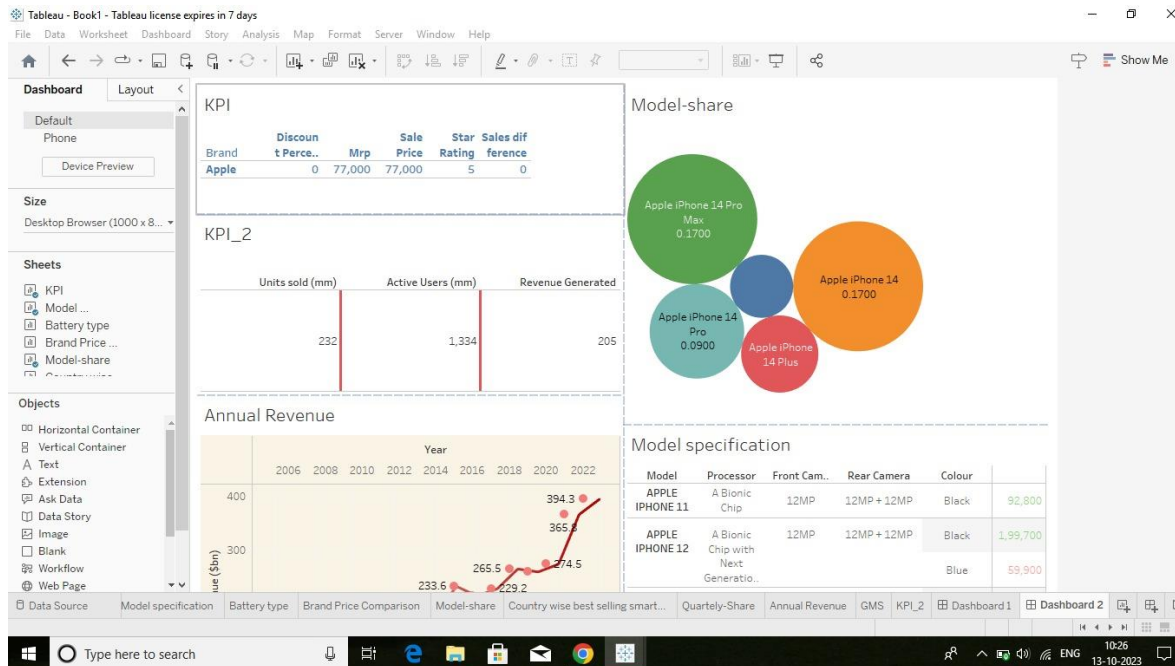 Tableau - Book1 - Tableau license expires in 7 days
File Data Worksheet Dashboard Story Analysis Map Format Server Window Help
Show Me
Dashboard Layout
Default
Phone
Device Preview
Size
Desktop Browser (1000 x 8...
Sheets
KPI
Model ...
Battery type
Brand Price ...
Model-share
Objects
Horizontal Container
Vertical Container
A Text
Extension
Ask Data
Data Story
Image
Blank
Workflow
Web Page
KPI
Discoun Sale Star Sales dif
Brand t Perce.. Mrp Price Rating ference
Apple 0 77,000 77,000 5 0
KPI_2
Units sold (mm) Active Users (mm) Revenue Generated
232 1,334 205
Annual Revenue
Year
2006 2008 2010 2012 2014 2016 2018 2020 2022
400
394.3
365.8
300
274.5
265.5
233.6
229.2
ue ($bn)
Model-share
Apple iPhone 14 Pro
Max
0.1700
Apple iPhone 14
0.1700
Apple iPhone 14
Pro
0.0900
Apple iPhone
14 Plus
Model specification
Model Processor Front Cam.. Rear Camera Colour
APPLE IPHONE 11 A Bionic Chip 12MP 12MP + 12MP Black 92,800
APPLE IPHONE 12 A Bionic Chip with Next Generatio.. 12MP 12MP + 12MP Black 1,99,700
Blue 59,900
Data Source Model specification Battery type Brand Price Comparison Model-share Country wise best selling smart... Quartely-Share Annual Revenue GMS KPI_2 Dashboard 1 Dashboard 2
Type here to search
ENG
10:26
13-10-2023